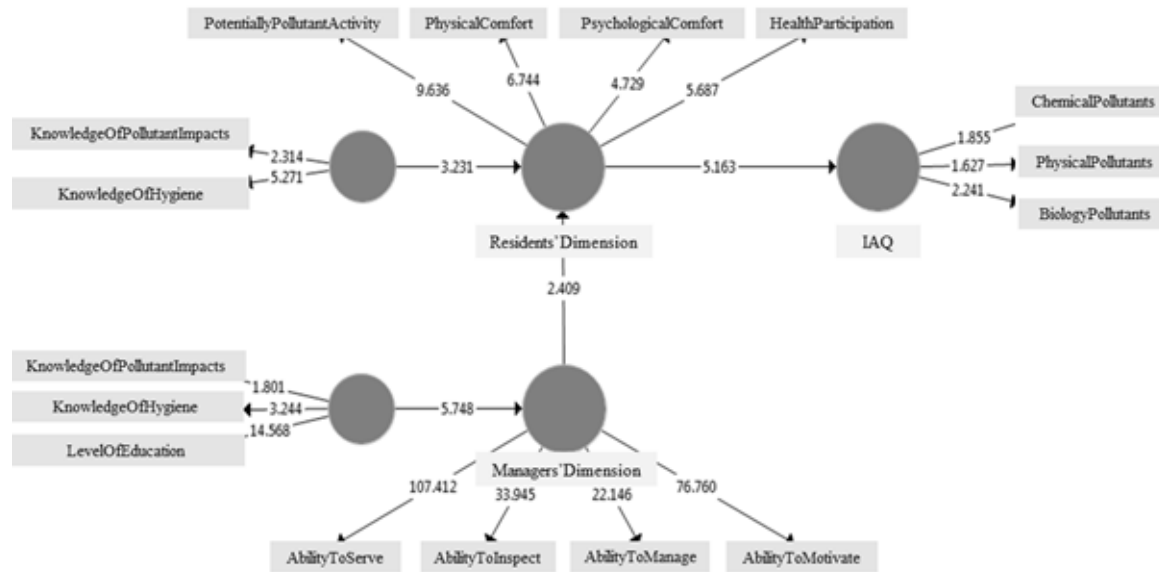 PotentiallyPollutantActivity
PhysicalComfort
PsychologicalComfort
HealthParticipation
9.636
6.744
4.729
5.687
ChemicalPollutants
1.855
KnowledgeOfPollutantImpacts
2.314
3.231
5.163
1.627
PhysicalPollutants
5.271
KnowledgeOfHygiene
2.241
BiologyPollutants
Residents'Dimension
IAQ
2.409
KnowledgeOfPollutantImpacts
1.801
KnowledgeOfHygiene
3.244
5.748
14.568
LevelOfEducation
Managers'Dimension
107.412
33.945
22.146
76.760
AbilityToServe
AbilityToInspect
AbilityToManage
AbilityToMotivate